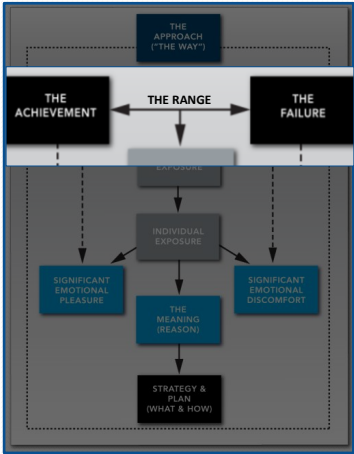 THE
APPROACH
("THE WAY")
THE
ACHIEVEMENT
THE RANGE
THE
FAILURE
EXPOSURE
INDIVIDUAL
EXPOSURE
SIGNIFICANT
EMOTIONAL
PLEASURE
SIGNIFICANT
EMOTIONAL
DISCOMFORT
THE
MEANING
(REASON)
STRATEGY &
PLAN
(WHAT & HOW)